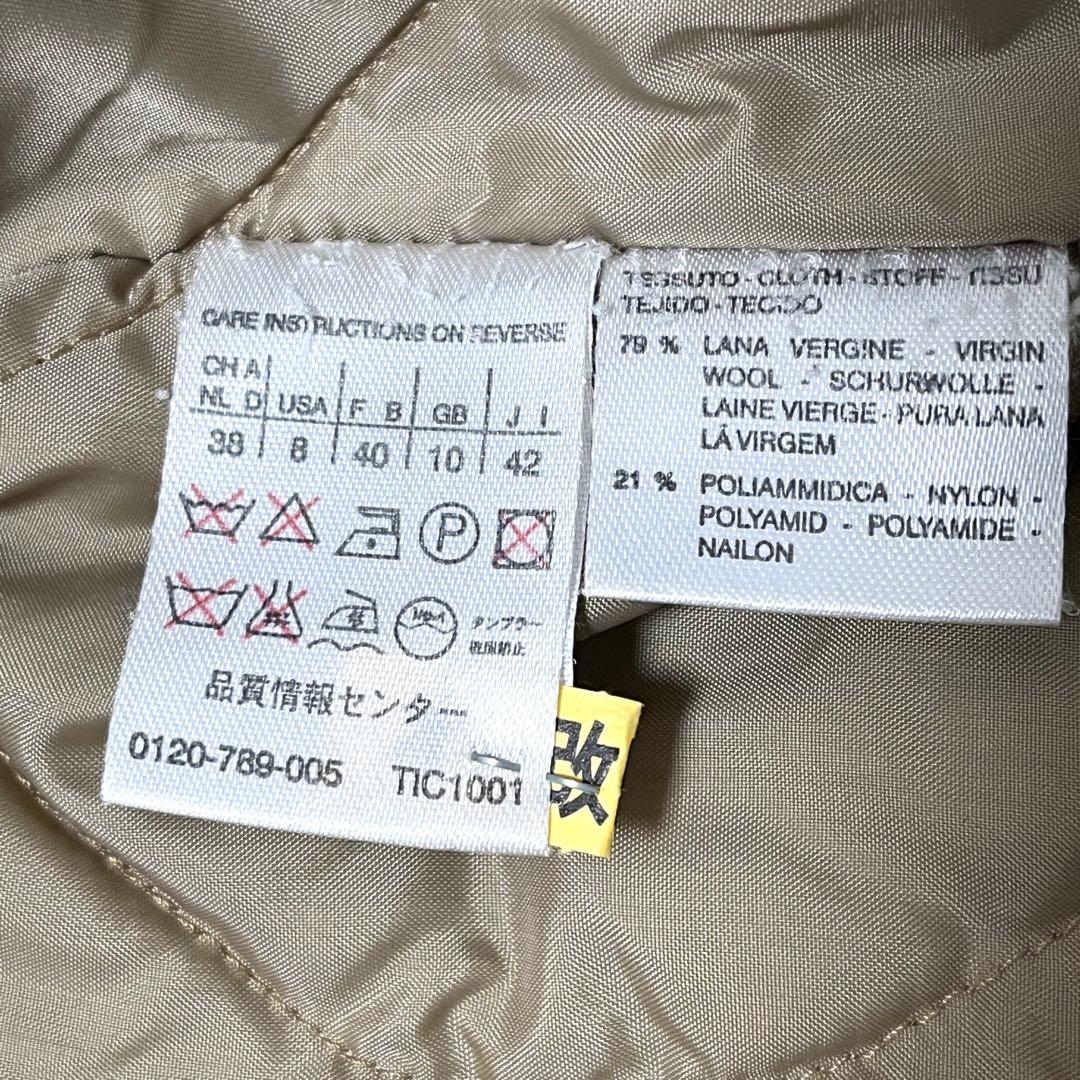 CARE INSTRUCTIONS ON REVERSE
CH A
NL D USA F B GB J I
38 8 40 10 42
P
タンブラー
乾燥禁止
品質情報センター
0120-789-005 TIC1001
改
TESSUTO - CLOTH - STOFF - TISSU
TEJIDO - TECIDO
79 % LANA VERGINE - VIRGIN
WOOL - SCHURWOLLE -
LAINE VIERGE - PURA LANA
LÃ VIRGEM
21 % POLIAMMIDICA - NYLON -
POLYAMID - POLYAMIDE -
NAILON